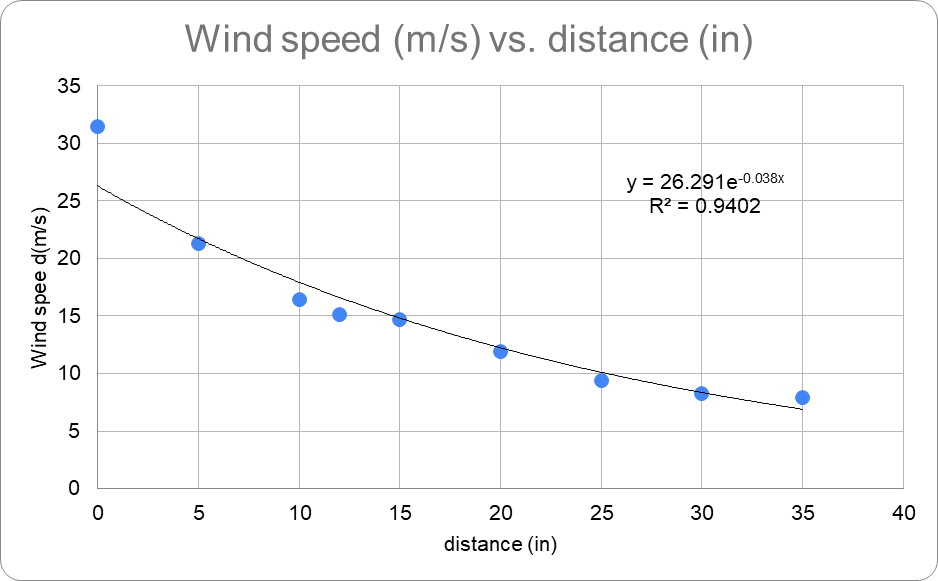 Wind speed (m/s) vs. distance (in)
35
30
25
20
15
10
5
0
Wind spee d(m/s)
y = 26.291e^-0.038x
R² = 0.9402
0 5 10 15 20 25 30 35 40
distance (in)